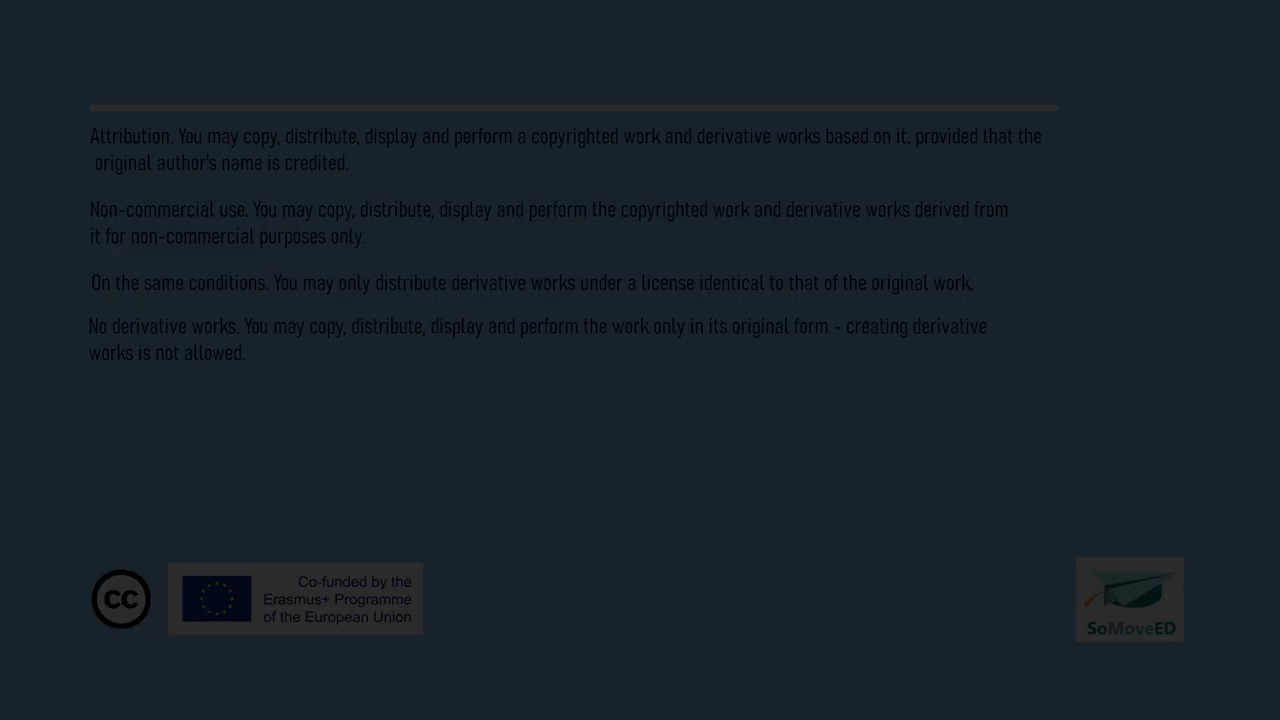 Attribution. You may copy, distribute, display and perform a copyrighted work and derivative works based on it, provided that the
original author's name is credited.
Non-commercial use. You may copy, distribute, display and perform the copyrighted work and derivative works derived from
it for non-commercial purposes only.
On the same conditions. You may only distribute derivative works under a license identical to that of the original work.
No derivative works. You may copy, distribute, display and perform the work only in its original form - creating derivative
works is not allowed.
CC
Co-funded by the
Erasmus+ Programme
of the European Union
SoMoveED